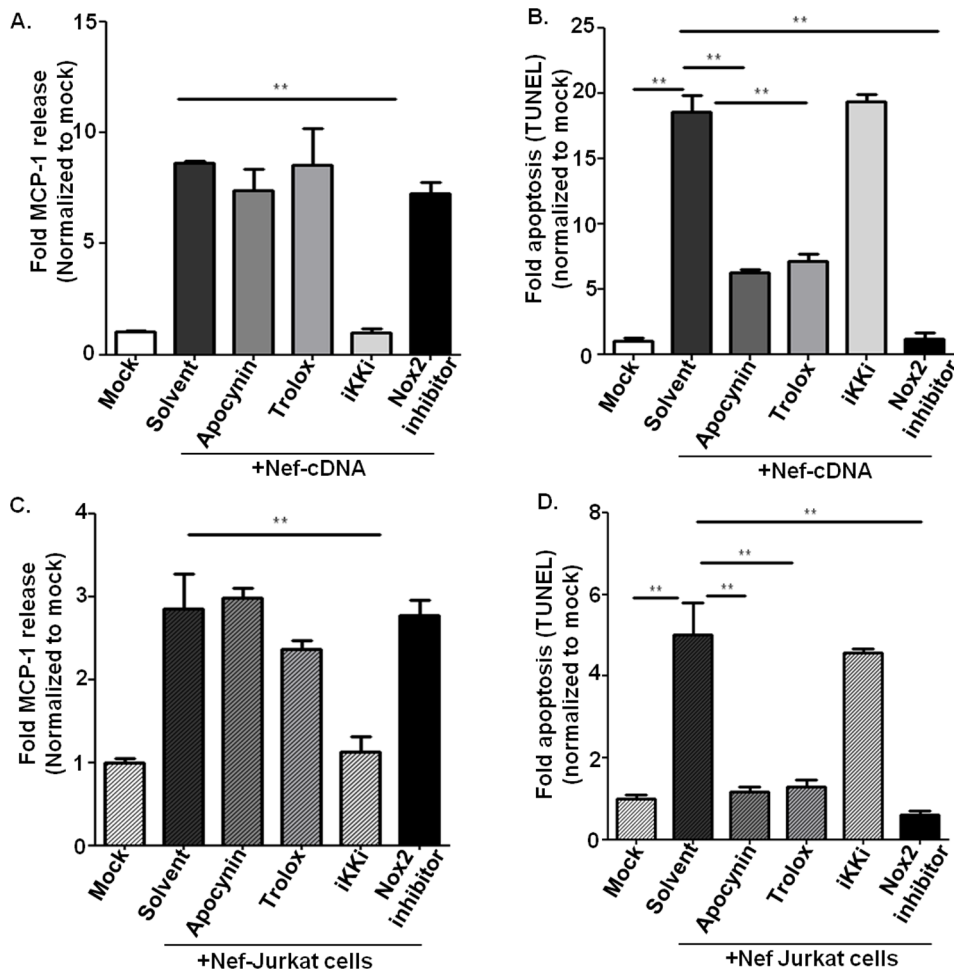 A.
Fold MCP-1 release
(Normalized to mock)
15
10
5
0
**
Mock
Solvent
Apocynin
Trolox
iKKi
Nox2
inhibitor
+Nef-cDNA
B.
Fold apoptosis (TUNEL)
(normalized to mock)
25
20
15
10
5
0
**
**
**
**
Mock
Solvent
Apocynin
Trolox
iKKi
Nox2
inhibitor
+Nef-cDNA
C.
Fold MCP-1 release
(Normalized to mock)
4
3
2
1
0
**
Mock
Solvent
Apocynin
Trolox
iKKi
Nox2
inhibitor
+Nef-Jurkat cells
D.
Fold apoptosis (TUNEL)
(normalized to mock)
8
6
4
2
0
**
**
**
**
Mock
Solvent
Apocynin
Trolox
iKKi
Nox2
inhibitor
+Nef Jurkat cells